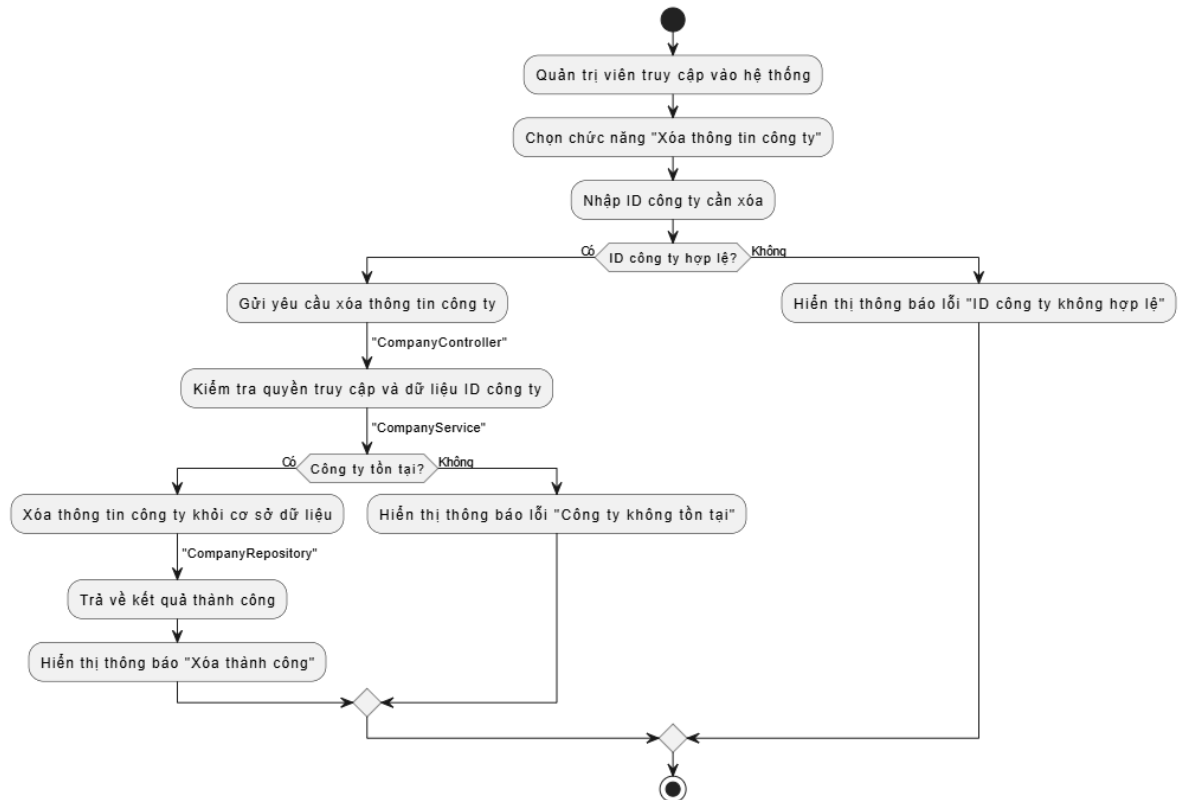 Quản trị viên truy cập vào hệ thống
Chọn chức năng "Xóa thông tin công ty"
Nhập ID công ty cần xóa
Có
ID công ty hợp lệ?
Không
Gửi yêu cầu xóa thông tin công ty
Hiển thị thông báo lỗi "ID công ty không hợp lệ"
"CompanyController"
Kiểm tra quyền truy cập và dữ liệu ID công ty
"CompanyService"
Có
Công ty tồn tại?
Không
Xóa thông tin công ty khỏi cơ sở dữ liệu
Hiển thị thông báo lỗi "Công ty không tồn tại"
"CompanyRepository"
Trả về kết quả thành công
Hiển thị thông báo "Xóa thành công"